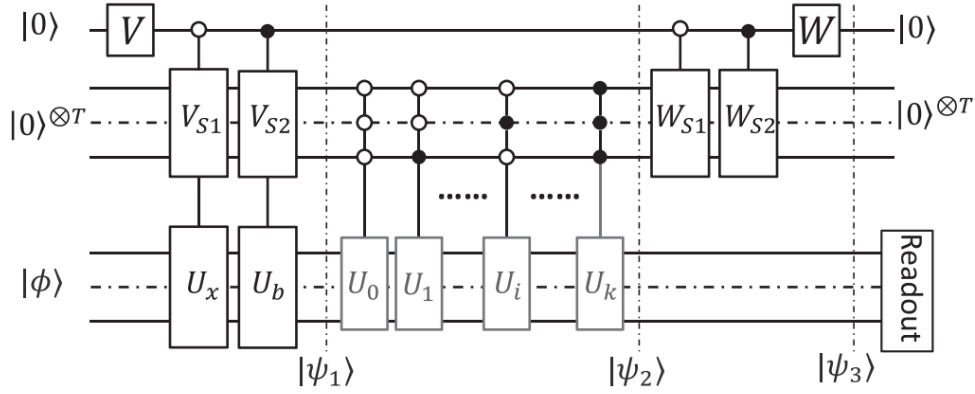 |0⟩ V W |0⟩
|0⟩⊗T V_{S1} V_{S2} W_{S1} W_{S2} |0⟩⊗T
...... ......
|ϕ⟩ U_x U_b U_0 U_1 U_i U_k Readout
|ψ_1⟩ |ψ_2⟩ |ψ_3⟩